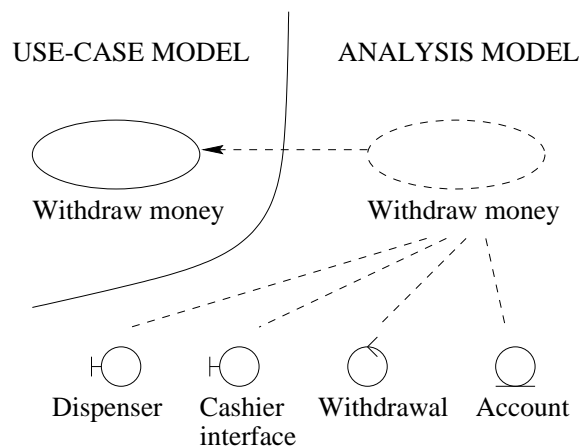 USE-CASE MODEL
ANALYSIS MODEL
Withdraw money
Withdraw money
Dispenser
Cashier
interface
Withdrawal
Account